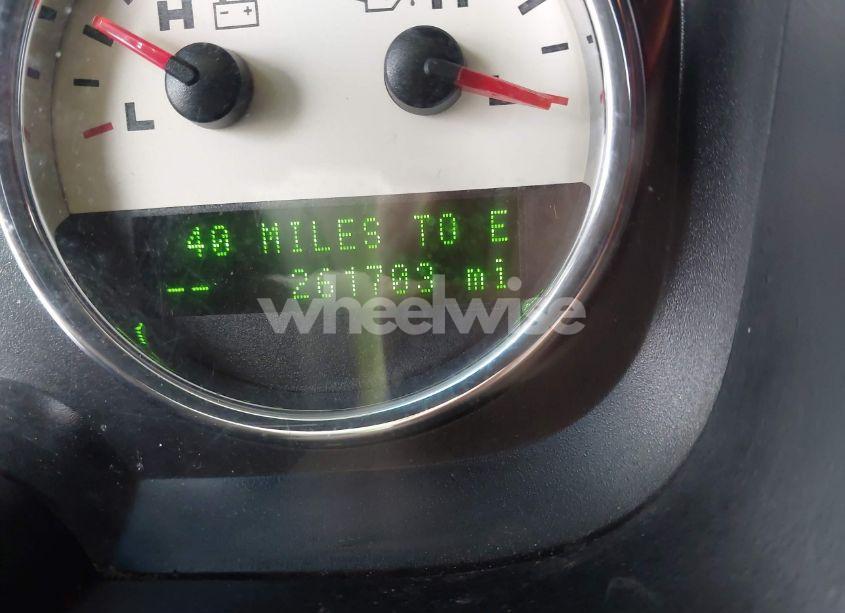 H H
L L
40 MILES TO E
-- 261703 mi
wheelwise